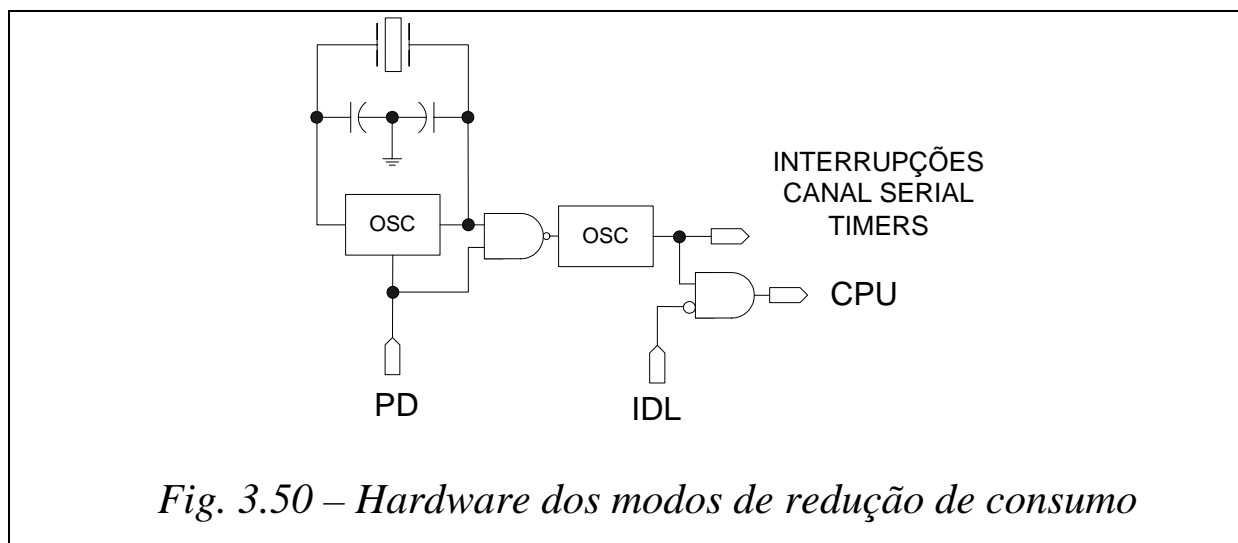 INTERRUPÇÕES
CANAL SERIAL
TIMERS
OSC
OSC
CPU
PD
IDL
Fig. 3.50 – Hardware dos modos de redução de consumo